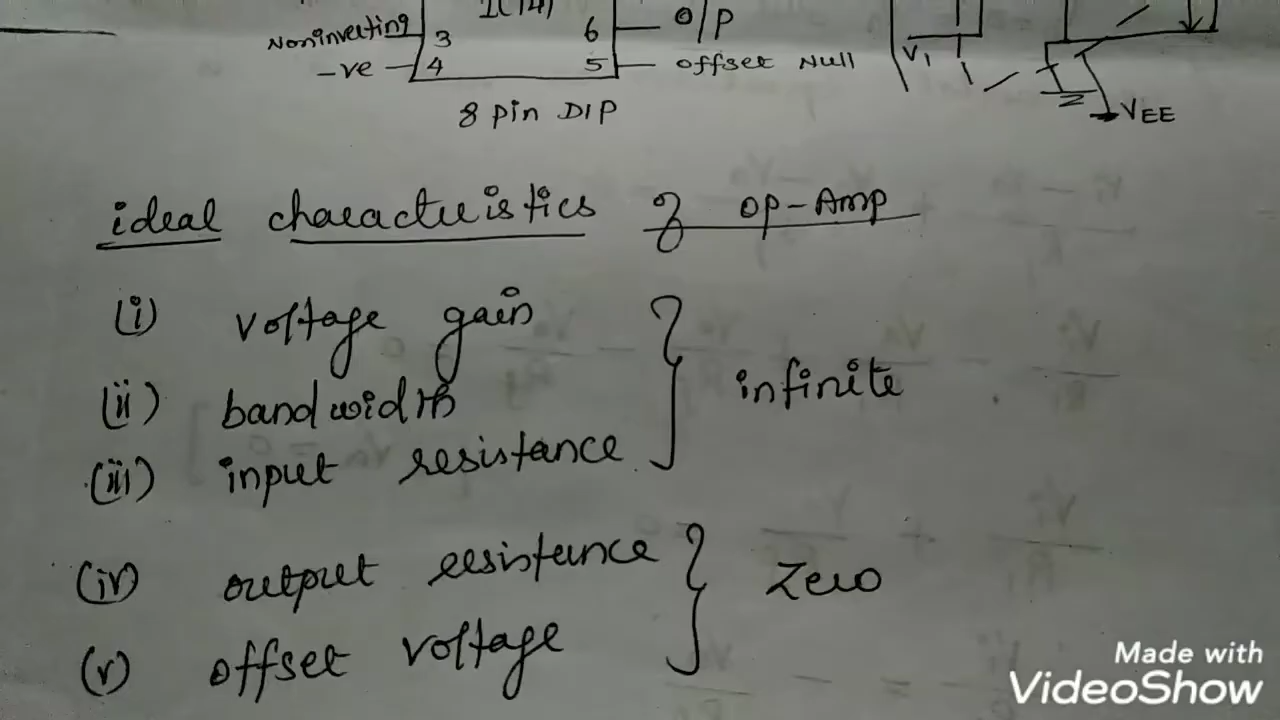 Noninverting 3 6 O/P
-ve 4 5 offset Null
8 pin DIP
V1
VEE
ideal characteristics of OP-Amp
(i) voltage gain
(ii) bandwidth
(iii) input resistance
infinite
(iv) output resistance
(v) offset voltage
Zero
Made with
VideoShow